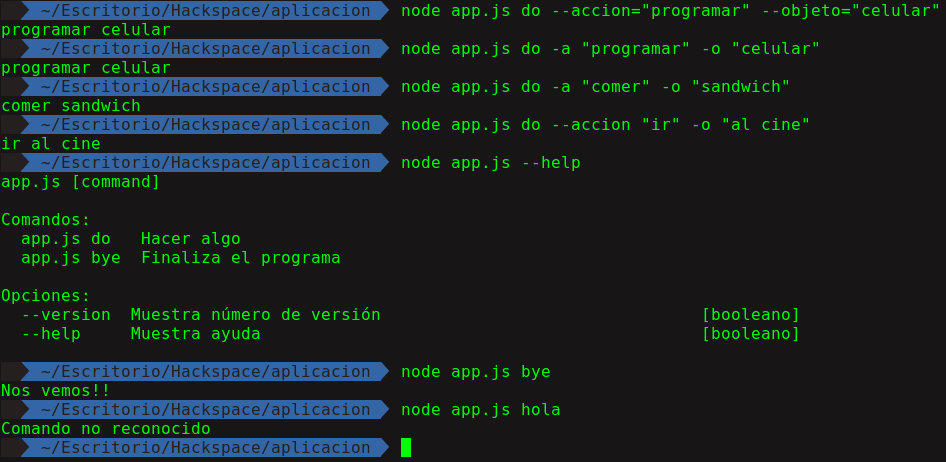 ~/Escritorio/Hackspace/aplicacion node app.js do --accion="programar" --objeto="celular"
programar celular
~/Escritorio/Hackspace/aplicacion node app.js do -a "programar" -o "celular"
programar celular
~/Escritorio/Hackspace/aplicacion node app.js do -a "comer" -o "sandwich"
comer sandwich
~/Escritorio/Hackspace/aplicacion node app.js do --accion "ir" -o "al cine"
ir al cine
~/Escritorio/Hackspace/aplicacion node app.js --help
app.js [command]
Comandos:
app.js do   Hacer algo
app.js bye  Finaliza el programa
Opciones:
--version  Muestra número de versión [booleano]
--help     Muestra ayuda [booleano]
~/Escritorio/Hackspace/aplicacion node app.js bye
Nos vemos!!
~/Escritorio/Hackspace/aplicacion node app.js hola
Comando no reconocido
~/Escritorio/Hackspace/aplicacion